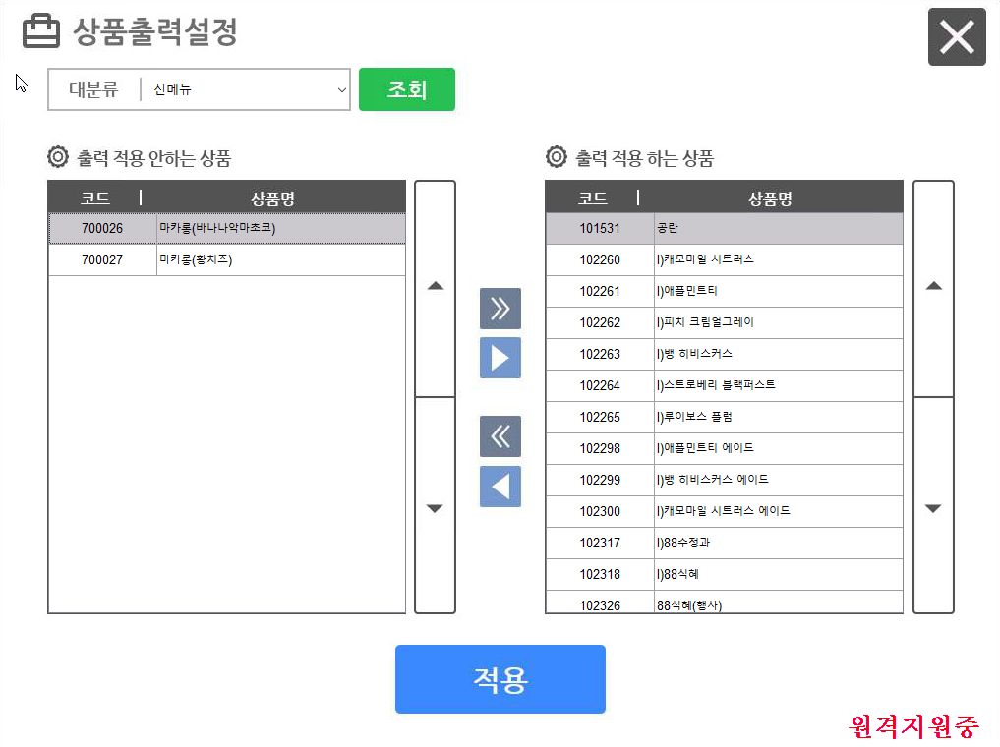 상품출력설정
대분류 신메뉴 조회
출력 적용 안하는 상품
코드 상품명
700026 마카롱(바나나악마초코)
700027 마카롱(황치즈)
출력 적용 하는 상품
코드 상품명
101531 공란
102260 I)캐모마일 시트러스
102261 I)애플민트티
102262 I)피치 크림얼그레이
102263 I)뱅 히비스커스
102264 I)스트로베리 블랙퍼스트
102265 I)루이보스 플럼
102298 I)애플민트티 에이드
102299 I)뱅 히비스커스 에이드
102300 I)캐모마일 시트러스 에이드
102317 I)88수정과
102318 I)88식혜
102326 88식혜(행사)
적용
원격지원중